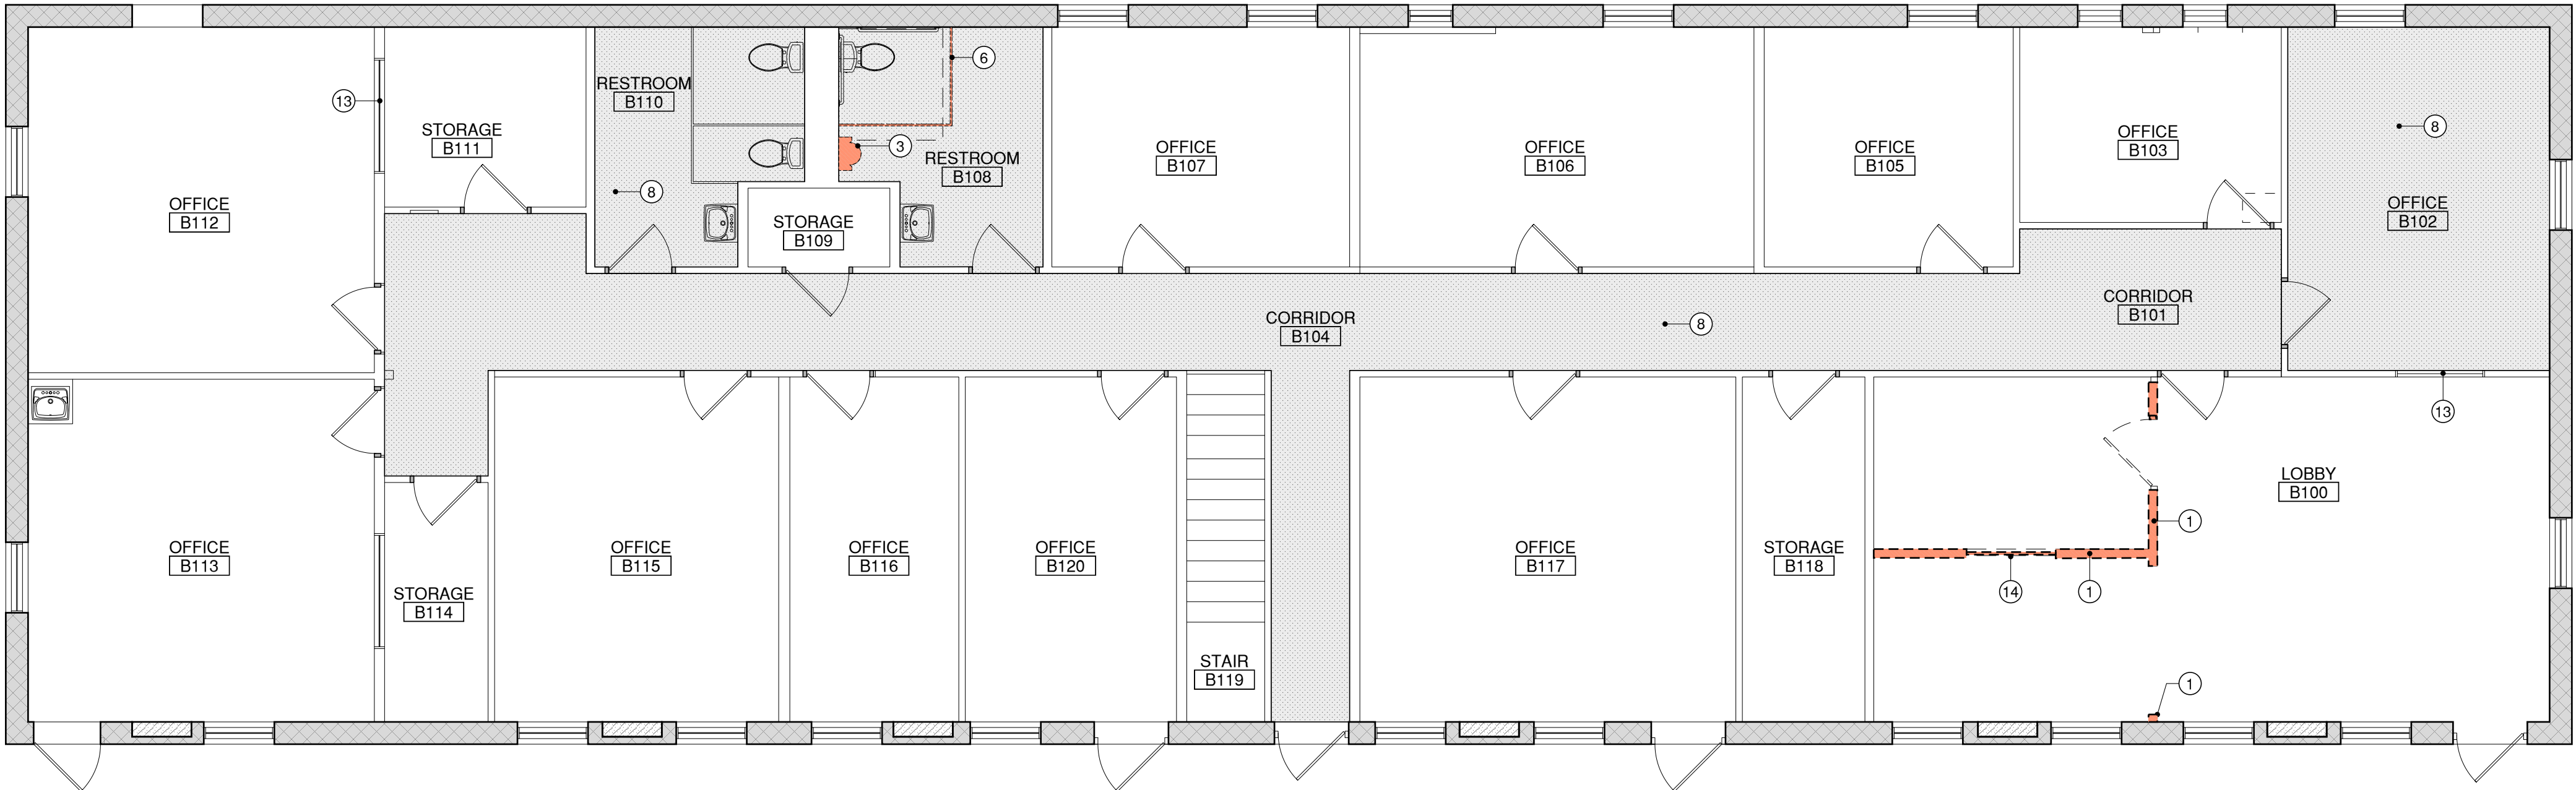 6
RESTROOM
B110
13
8
OFFICE
B103
STORAGE
B111
3
OFFICE
B107
OFFICE
B106
OFFICE
B105
RESTROOM
B108
8
OFFICE
B112
STORAGE
B109
OFFICE
B102
CORRIDOR
B101
CORRIDOR
B104
8
13
LOBBY
B100
1
OFFICE
B113
OFFICE
B115
OFFICE
B116
OFFICE
B120
OFFICE
B117
STORAGE
B118
14
1
STORAGE
B114
STAIR
B119
1